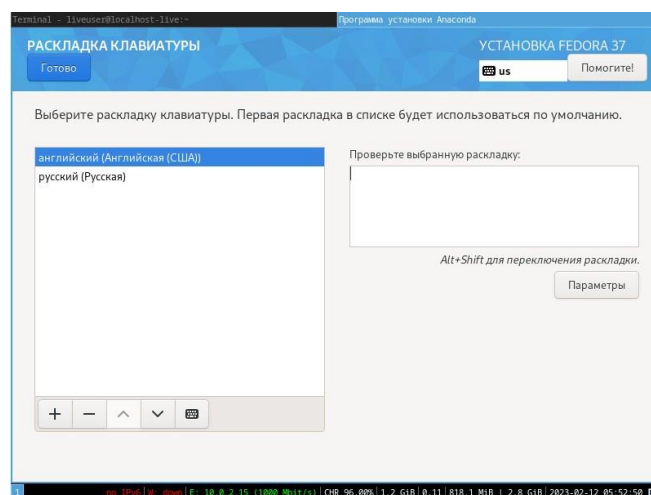 Terminal - liveuser@localhost-live:~
Программа установки Anaconda
РАСКЛАДКА КЛАВИАТУРЫ
УСТАНОВКА FEDORA 37
Готово
us
Помогите!
Выберите раскладку клавиатуры. Первая раскладка в списке будет использоваться по умолчанию.
английский (Английская (США))
русский (Русская)
Проверьте выбранную раскладку:
Alt+Shift для переключения раскладки.
Параметры
1 no IPv6 | W: down | E: 10.0.2.15 (1000 Mbit/s) | CHR 96.00% | 1.2 GiB | 0.11 | 818.1 MiB | 2.8 GiB | 2023-02-12 05:52:50